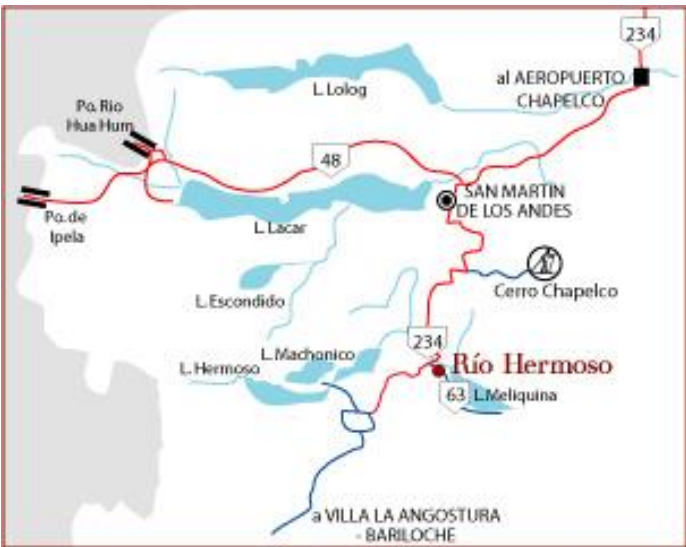 234
al AEROPUERTO
CHAPELCO
L.Lolog
Po. Rio
Hua Hum
48
SAN MARTIN
DE LOS ANDES
Po. de
Ipela
L. Lacar
Cerro Chapelco
L. Escondido
234
L. Machonico
L. Hermoso
Río Hermoso
63
L.Meliquina
a VILLA LA ANGOSTURA
- BARILOCHE